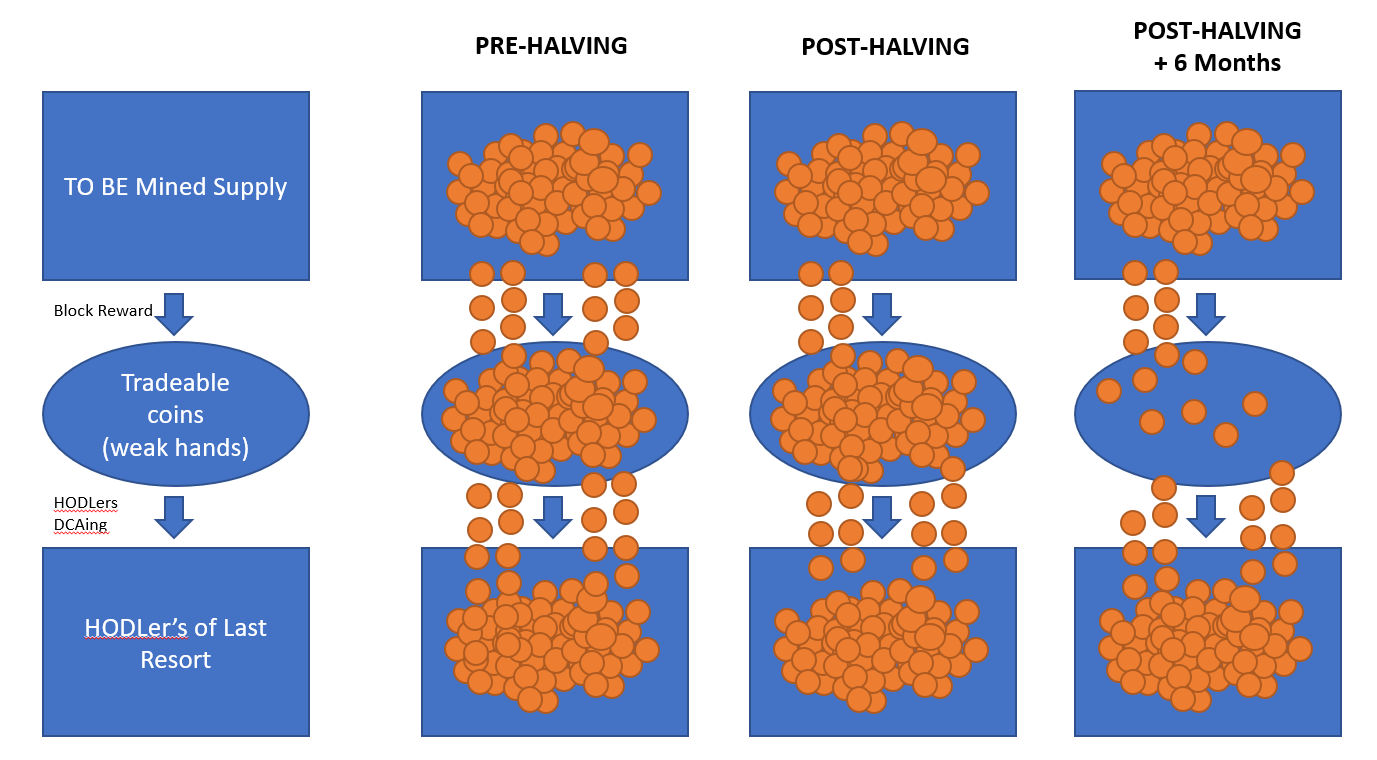 PRE-HALVING
POST-HALVING
POST-HALVING
+ 6 Months
TO BE Mined Supply
Block Reward
Tradeable
coins
(weak hands)
HODLers
DCAing
HODLer’s of Last
Resort